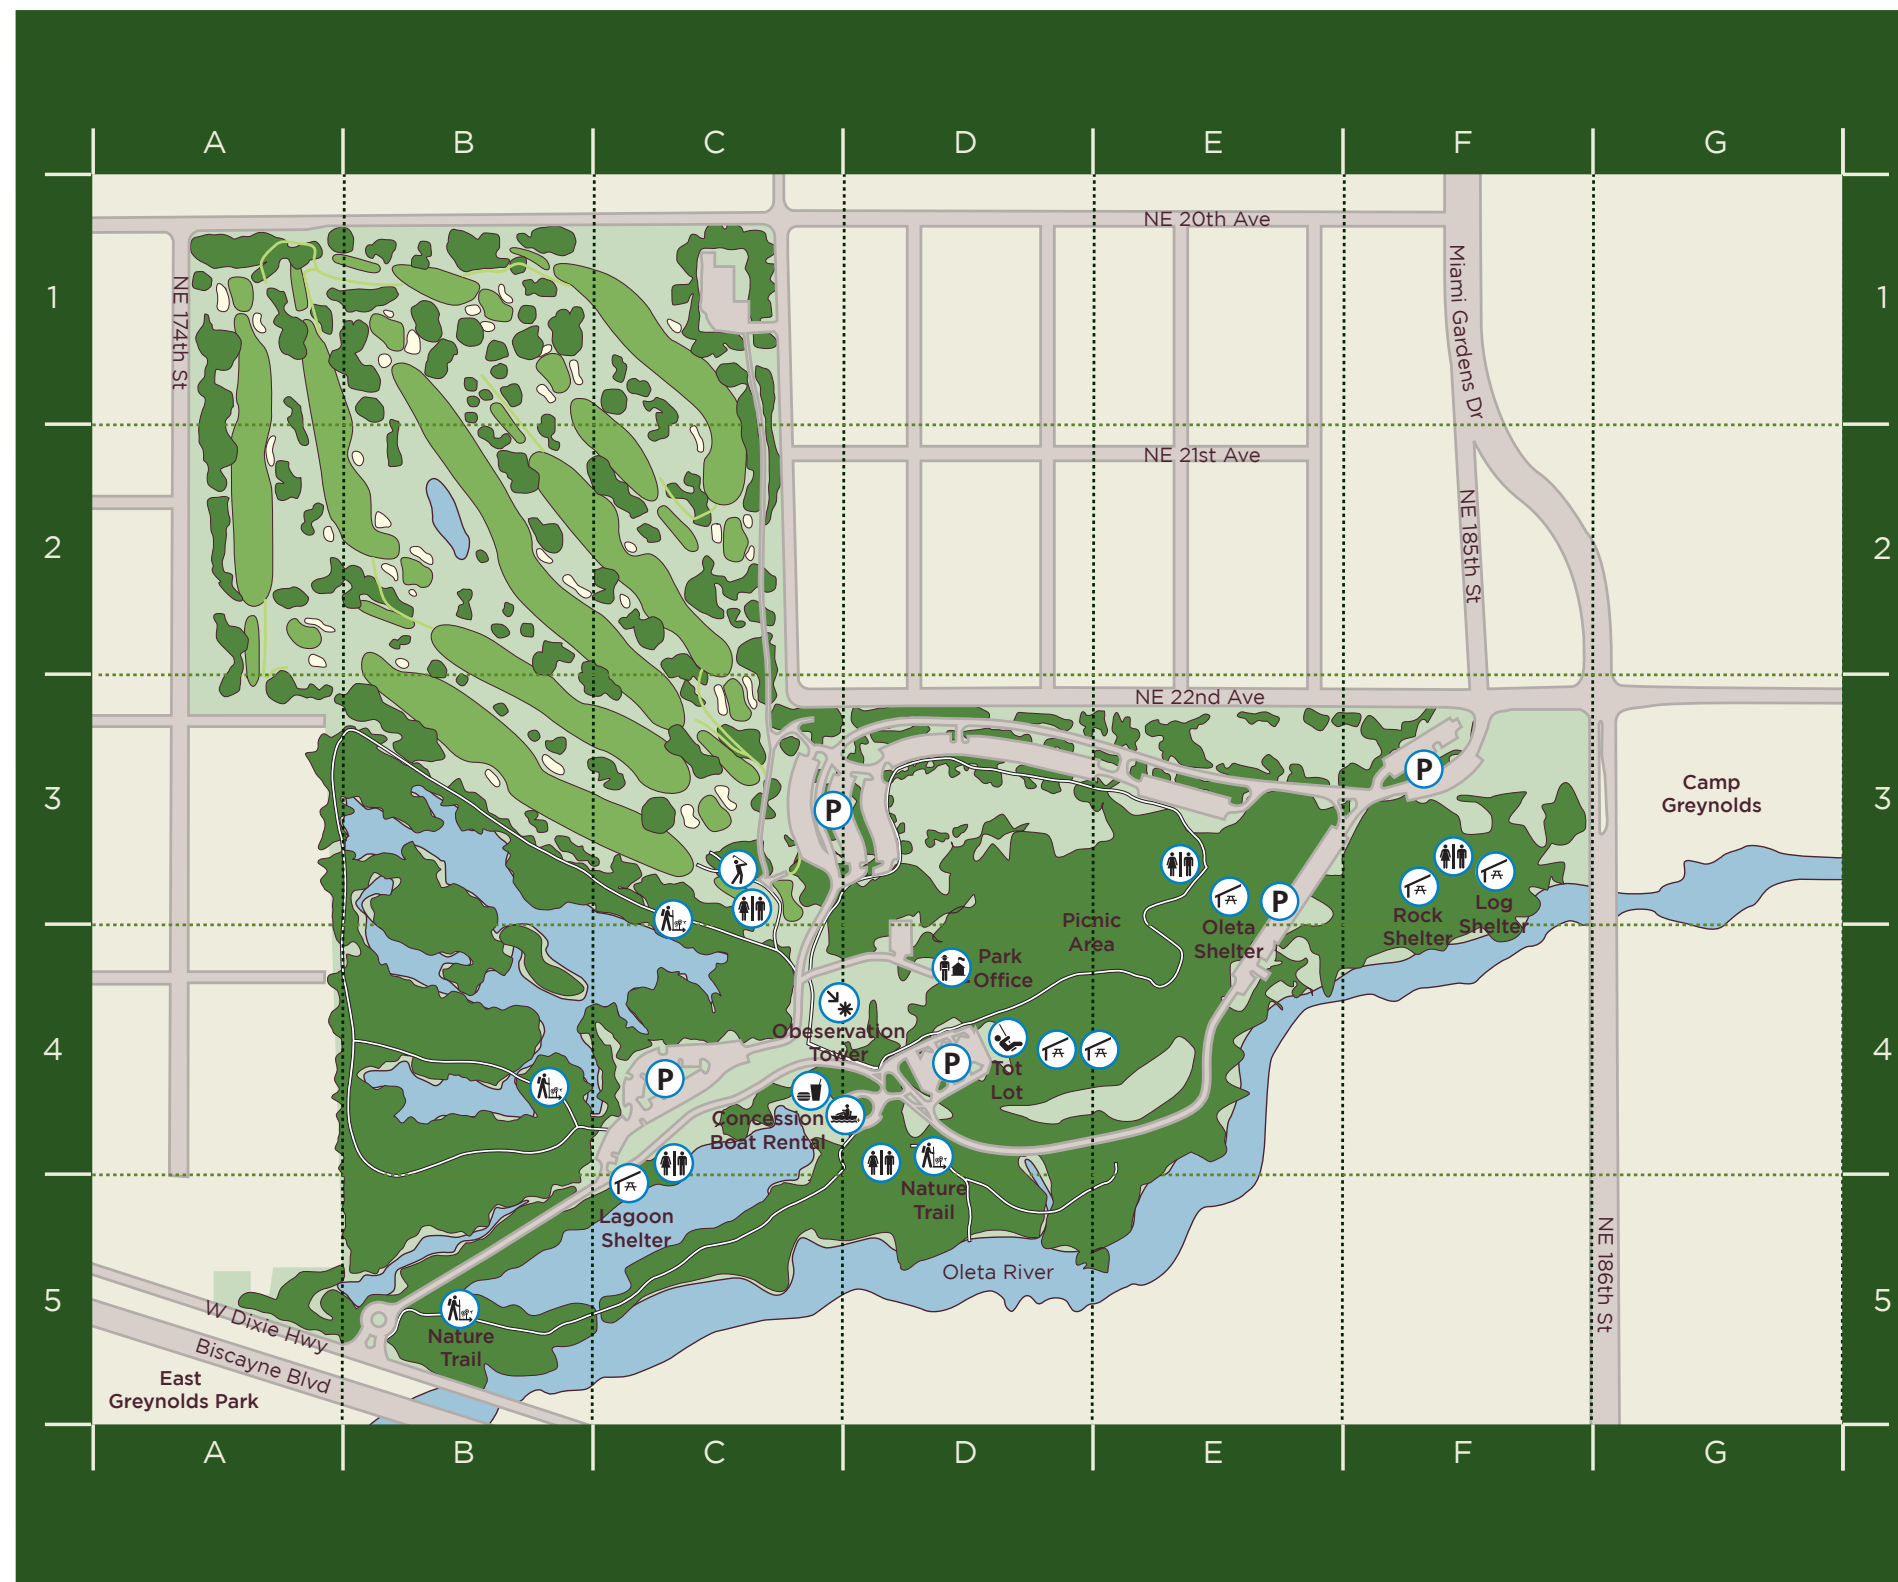 A B C D E F G
1
2
3
4
5
1
2
3
4
5
NE 20th Ave
NE 174th St
Miami Gardens Dr
NE 21st Ave
NE 185th St
NE 22nd Ave
Camp
Greynolds
P
P
P
Rock
Shelter
Log
Shelter
Oleta
Shelter
Picnic
Area
Park
Office
Obeservation
Tower
P
P
Tot
Lot
Concession
Boat Rental
Nature
Trail
Lagoon
Shelter
Oleta River
NE 186th St
Nature
Trail
W Dixie Hwy
Biscayne Blvd
East
Greynolds Park
A B C D E F G